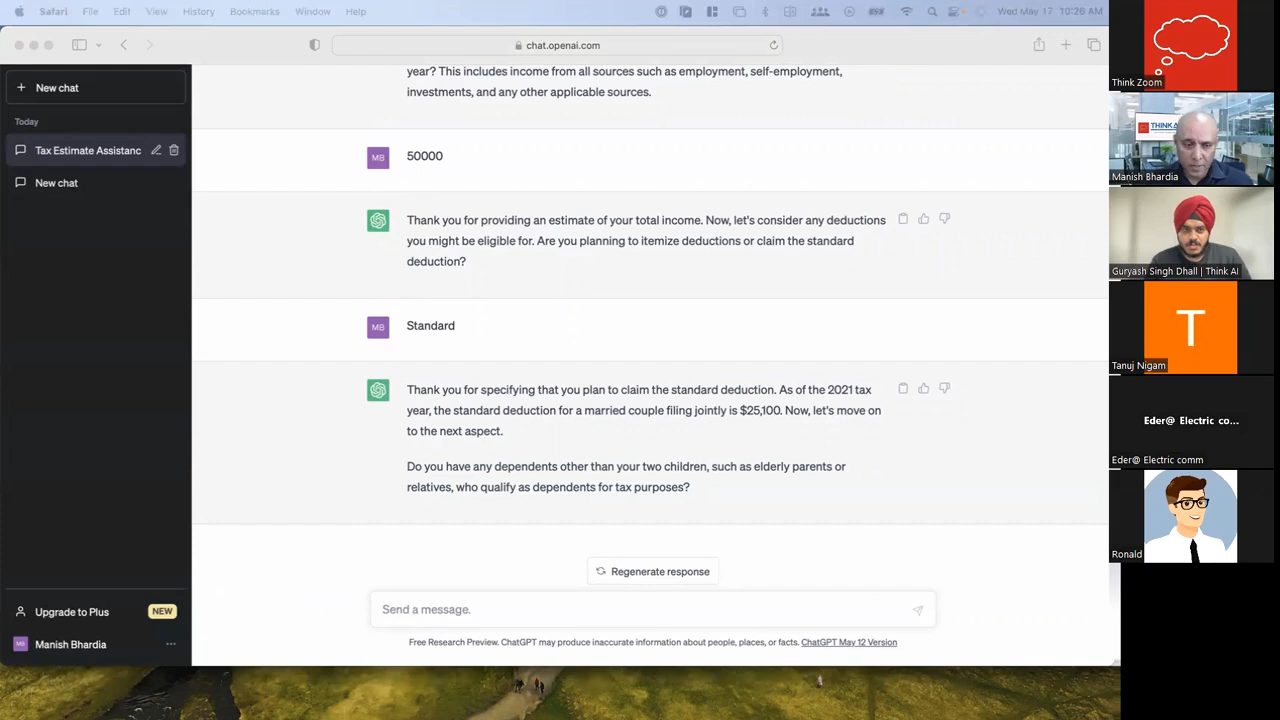 Safari File Edit View History Bookmarks Window Help Wed May 17 10:26 AM
chat.openai.com
New chat
Today
Tax Estimate Assistanc
New chat
Upgrade to Plus NEW
MB Manish Bhardia
year? This includes income from all sources such as employment, self-employment,
investments, and any other applicable sources.
MB 50000
Thank you for providing an estimate of your total income. Now, let's consider any deductions
you might be eligible for. Are you planning to itemize deductions or claim the standard
deduction?
MB Standard
Thank you for specifying that you plan to claim the standard deduction. As of the 2021 tax
year, the standard deduction for a married couple filing jointly is $25,100. Now, let's move on
to the next aspect.
Do you have any dependents other than your two children, such as elderly parents or
relatives, who qualify as dependents for tax purposes?
Regenerate response
Send a message.
Free Research Preview. ChatGPT may produce inaccurate information about people, places, or facts. ChatGPT May 12 Version
Think Zoom
THINK A
Manish Bhardia
Guryash Singh Dhall | Think AI
T
Tanuj Nigam
Eder@ Electric co...
Eder@ Electric comm
Ronald